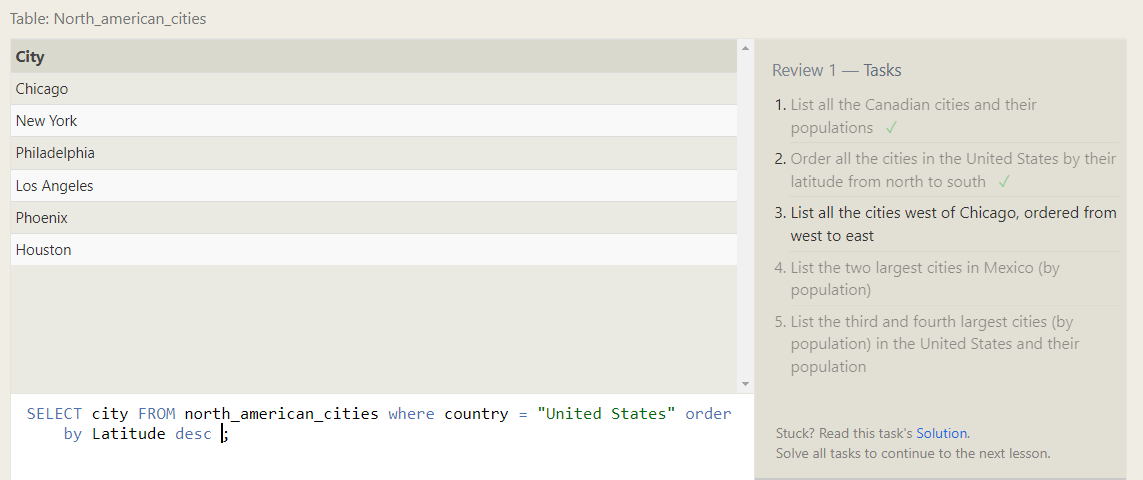 Table: North_american_cities
City
Chicago
New York
Philadelphia
Los Angeles
Phoenix
Houston
SELECT city FROM north_american_cities where country = "United States" order
by Latitude desc ;
Review 1 — Tasks
1. List all the Canadian cities and their
populations ✓
2. Order all the cities in the United States by their
latitude from north to south ✓
3. List all the cities west of Chicago, ordered from
west to east
4. List the two largest cities in Mexico (by
population)
5. List the third and fourth largest cities (by
population) in the United States and their
population
Stuck? Read this task's Solution.
Solve all tasks to continue to the next lesson.